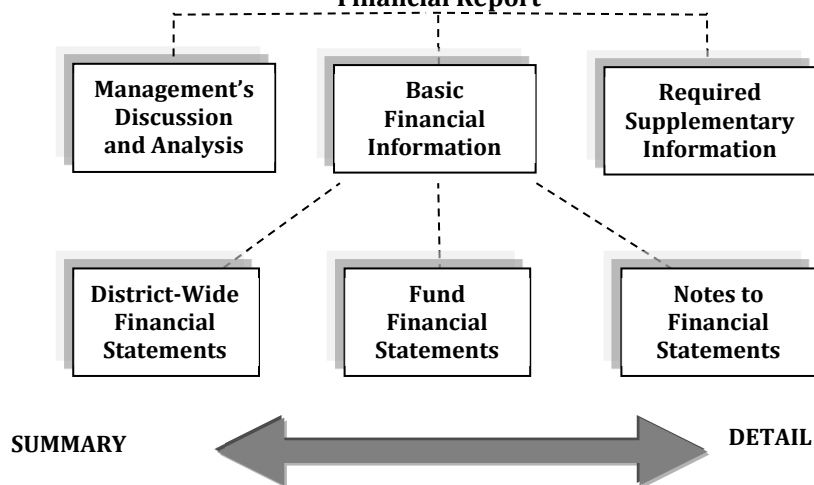 Financial Report
Management's
Discussion
and Analysis
Basic
Financial
Information
Required
Supplementary
Information
District-Wide
Financial
Statements
Fund
Financial
Statements
Notes to
Financial
Statements
SUMMARY
DETAIL